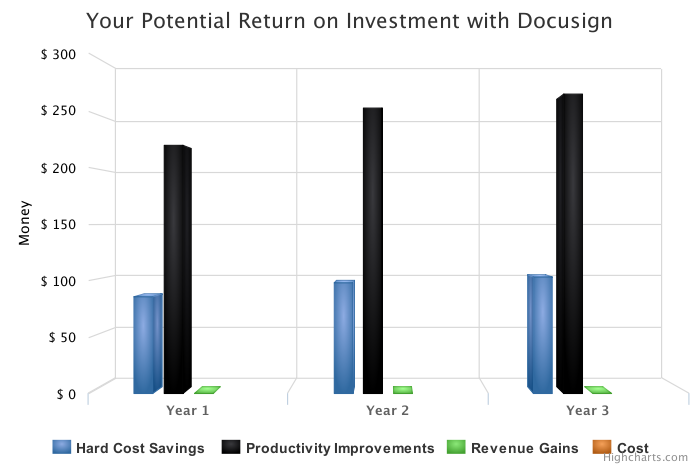 Your Potential Return on Investment with Docusign
$ 300
$ 250
$ 200
$ 150
$ 100
$ 50
$ 0
Money
Year 1
Year 2
Year 3
Hard Cost Savings
Productivity Improvements
Revenue Gains
Cost
Highcharts.com